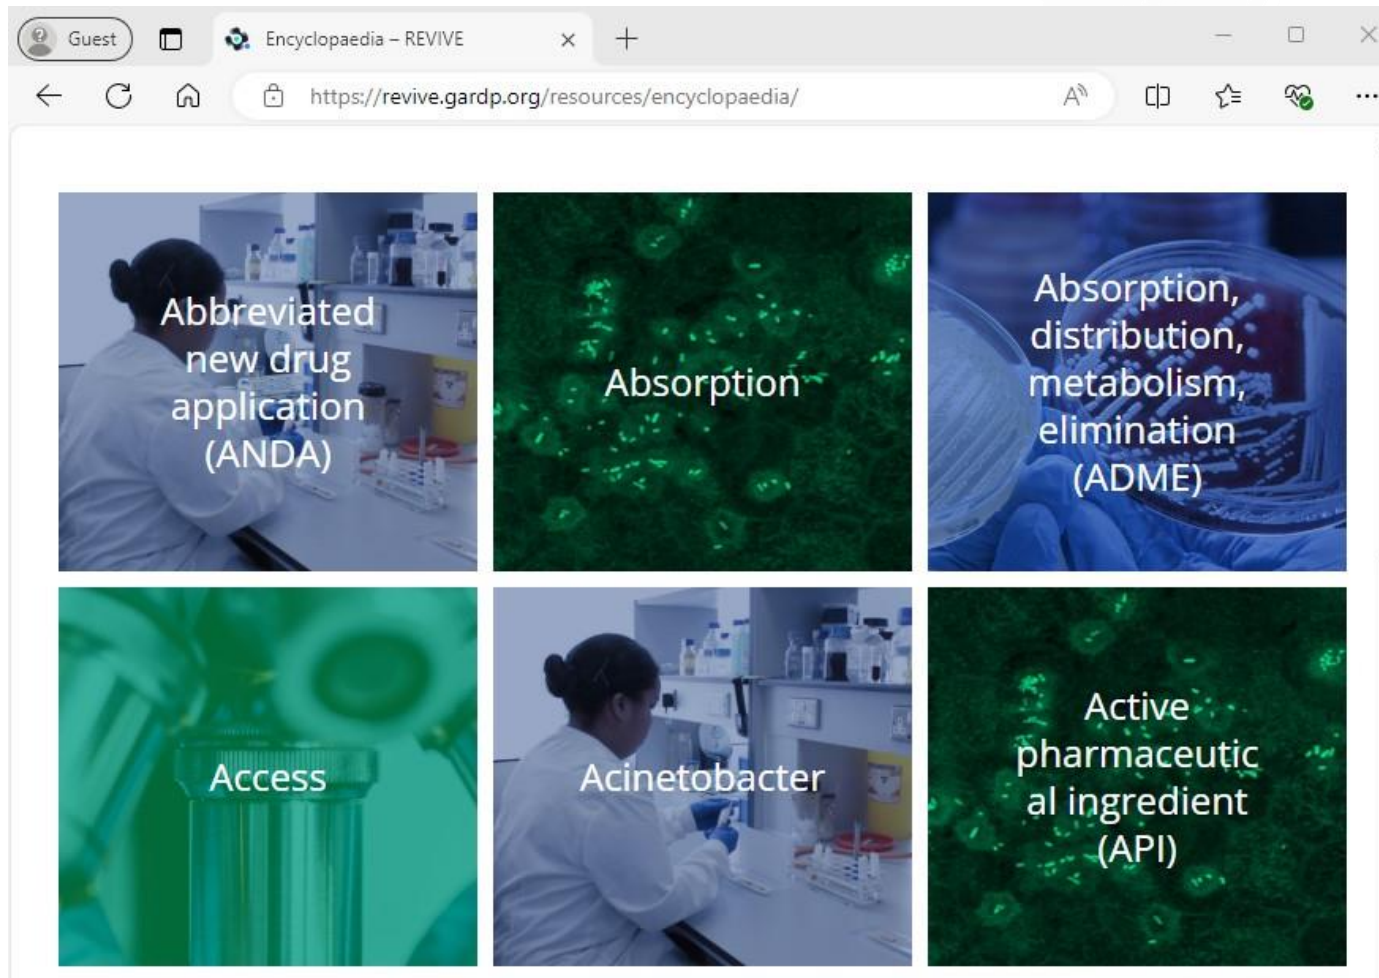 Guest
Encyclopaedia – REVIVE
https://revive.gardp.org/resources/encyclopaedia/
Abbreviated
new drug
application
(ANDA)
Absorption
Absorption,
distribution,
metabolism,
elimination
(ADME)
Access
Acinetobacter
Active
pharmaceutic
al ingredient
(API)